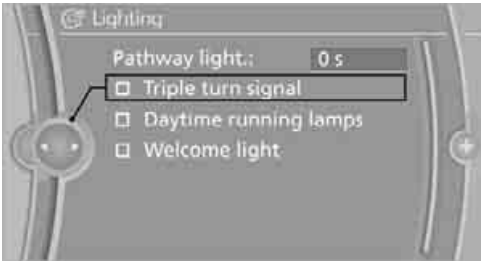 Lighting
Pathway light.: 0 s
Triple turn signal
Daytime running lamps
Welcome light